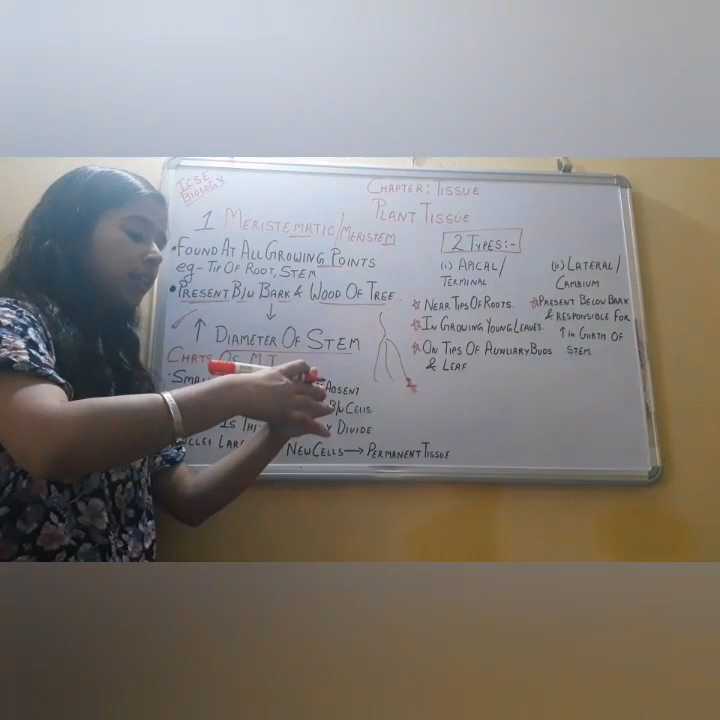 ICSE
BIOLOGY
CHAPTER: TISSUE
PLANT TISSUE
1 MERISTEMATIC/MERISTEM
• FOUND AT ALL GROWING POINTS
eg- TIP OF ROOT, STEM
• PRESENT B/W BARK & WOOD OF TREE
↓
↑ DIAMETER OF STEM
CHRTS OF M.T
ABSENT
B/W CELLS.
IS DIVIDE
NEW CELLS → PERMANENT TISSUE
2 TYPES:-
(i) APICAL/
TERMINAL
NEAR TIPS OF ROOTS.
IN GROWING YOUNG LEAVES.
ON TIPS OF AUXILIARY BUDS
& LEAF
(ii) LATERAL/
CAMBIUM
PRESENT BELOW BARK
& RESPONSIBLE FOR
↑ IN GIRTH OF
STEM